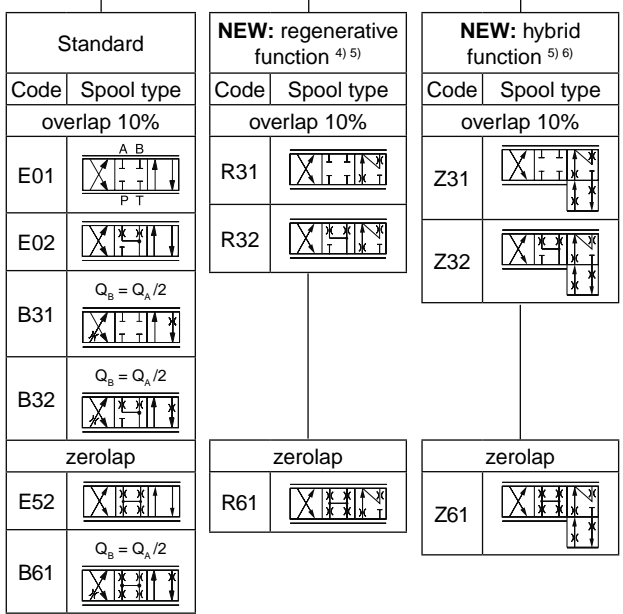 Standard
Code Spool type
overlap 10%
E01
A B
P T
E02
B31
Q_B = Q_A/2
B32
Q_B = Q_A/2
zerolap
E52
B61
Q_B = Q_A/2
NEW: regenerative
function 4) 5)
Code Spool type
overlap 10%
R31
R32
zerolap
R61
NEW: hybrid
function 5) 6)
Code Spool type
overlap 10%
Z31
Z32
zerolap
Z61